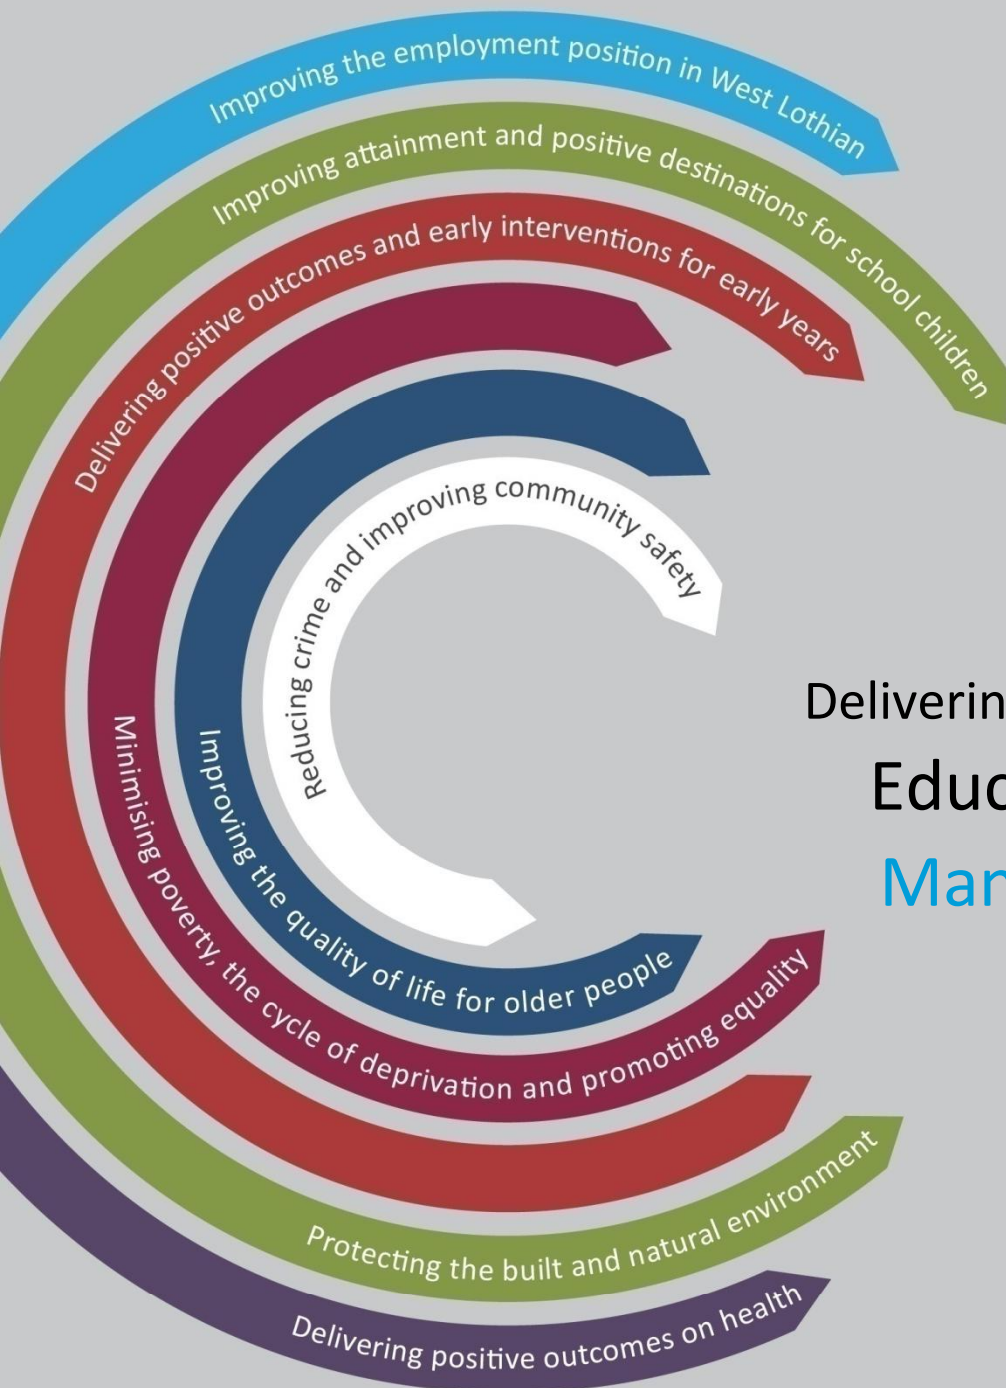 Improving the employment position in West Lothian
Improving attainment and positive destinations for school children
Delivering positive outcomes and early interventions for early years
Reducing crime and improving community safety
Improving the quality of life for older people
Minimising poverty, the cycle of deprivation and promoting equality
Protecting the built and natural environment
Delivering positive outcomes on health
Deliverin
Educ
Man